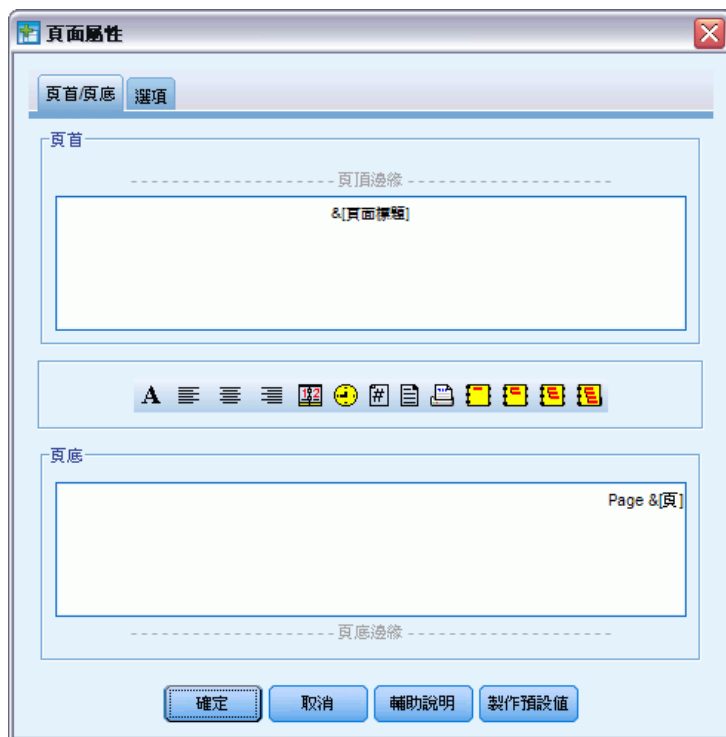 頁面屬性
頁首/頁底
選項
頁首
頁頂邊緣
&[頁面標題]
A
頁底
Page &[頁]
頁底邊緣
確定
取消
輔助說明
製作預設值